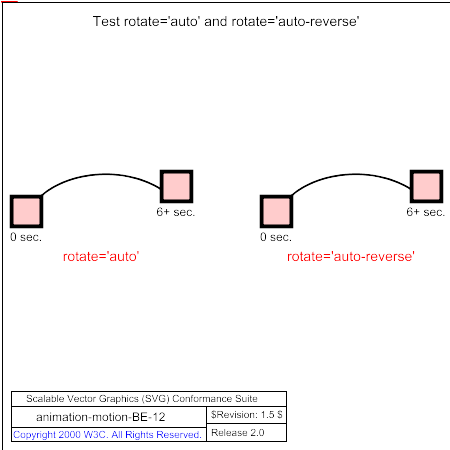 Test rotate='auto' and rotate='auto-reverse'
6+ sec.
6+ sec.
0 sec.
0 sec.
rotate='auto'
rotate='auto-reverse'
Scalable Vector Graphics (SVG) Conformance Suite
animation-motion-BE-12
$Revision: 1.5 $
Copyright 2000 W3C. All Rights Reserved.
Release 2.0